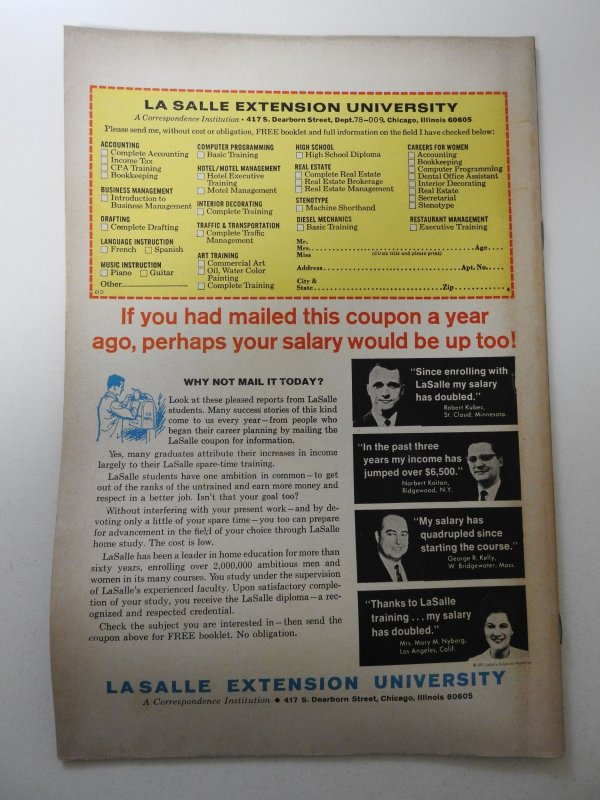 LA SALLE EXTENSION UNIVERSITY
A Correspondence Institution • 417 S. Dearborn Street, Dept.78-009, Chicago, Illinois 60605
Please send me, without cost or obligation, FREE booklet and full information on the field I have checked below:
ACCOUNTING
Complete Accounting
Income Tax
CPA Training
Bookkeeping
BUSINESS MANAGEMENT
Introduction to
Business Management
DRAFTING
Complete Drafting
LANGUAGE INSTRUCTION
French Spanish
MUSIC INSTRUCTION
Piano Guitar
Other
010
COMPUTER PROGRAMMING
Basic Training
HOTEL/MOTEL MANAGEMENT
Hotel Executive
Training
Motel Management
INTERIOR DECORATING
Complete Training
TRAFFIC & TRANSPORTATION
Complete Traffic
Management
ART TRAINING
Commercial Art
Oil, Water Color
Painting
Complete Training
HIGH SCHOOL
High School Diploma
REAL ESTATE
Complete Real Estate
Real Estate Brokerage
Real Estate Management
STENOTYPE
Machine Shorthand
DIESEL MECHANICS
Basic Training
CAREERS FOR WOMEN
Accounting
Bookkeeping
Computer Programming
Dental Office Assistant
Interior Decorating
Real Estate
Secretarial
Stenotype
RESTAURANT MANAGEMENT
Executive Training
Mr.
Mrs. Age
Miss (Circle title and please print)
Address Apt. No.
City &
State Zip
If you had mailed this coupon a year
ago, perhaps your salary would be up too!
WHY NOT MAIL IT TODAY?
Look at these pleased reports from LaSalle
students. Many success stories of this kind
come to us every year—from people who
began their career planning by mailing the
LaSalle coupon for information.
Yes, many graduates attribute their increases in income
largely to their LaSalle spare-time training.
LaSalle students have one ambition in common—to get
out of the ranks of the untrained and earn more money and
respect in a better job. Isn't that your goal too?
Without interfering with your present work—and by de-
voting only a little of your spare time—you too can prepare
for advancement in the field of your choice through LaSalle
home study. The cost is low.
LaSalle has been a leader in home education for more than
sixty years, enrolling over 2,000,000 ambitious men and
women in its many courses. You study under the supervision
of LaSalle's experienced faculty. Upon satisfactory comple-
tion of your study, you receive the LaSalle diploma—a rec-
ognized and respected credential.
Check the subject you are interested in—then send the
coupon above for FREE booklet. No obligation.
"Since enrolling with
LaSalle my salary
has doubled."
Robert Kubec,
St. Cloud, Minnesota.
"In the past three
years my income has
jumped over $6,500."
Norbert Kaitan,
Ridgewood, N.Y.
"My salary has
quadrupled since
starting the course."
George R. Kelly,
W. Bridgewater, Mass.
"Thanks to LaSalle
training . . . my salary
has doubled."
Mrs. Mary M. Nyberg,
Los Angeles, Calif.
LA SALLE EXTENSION UNIVERSITY
A Correspondence Institution • 417 S. Dearborn Street, Chicago, Illinois 60605